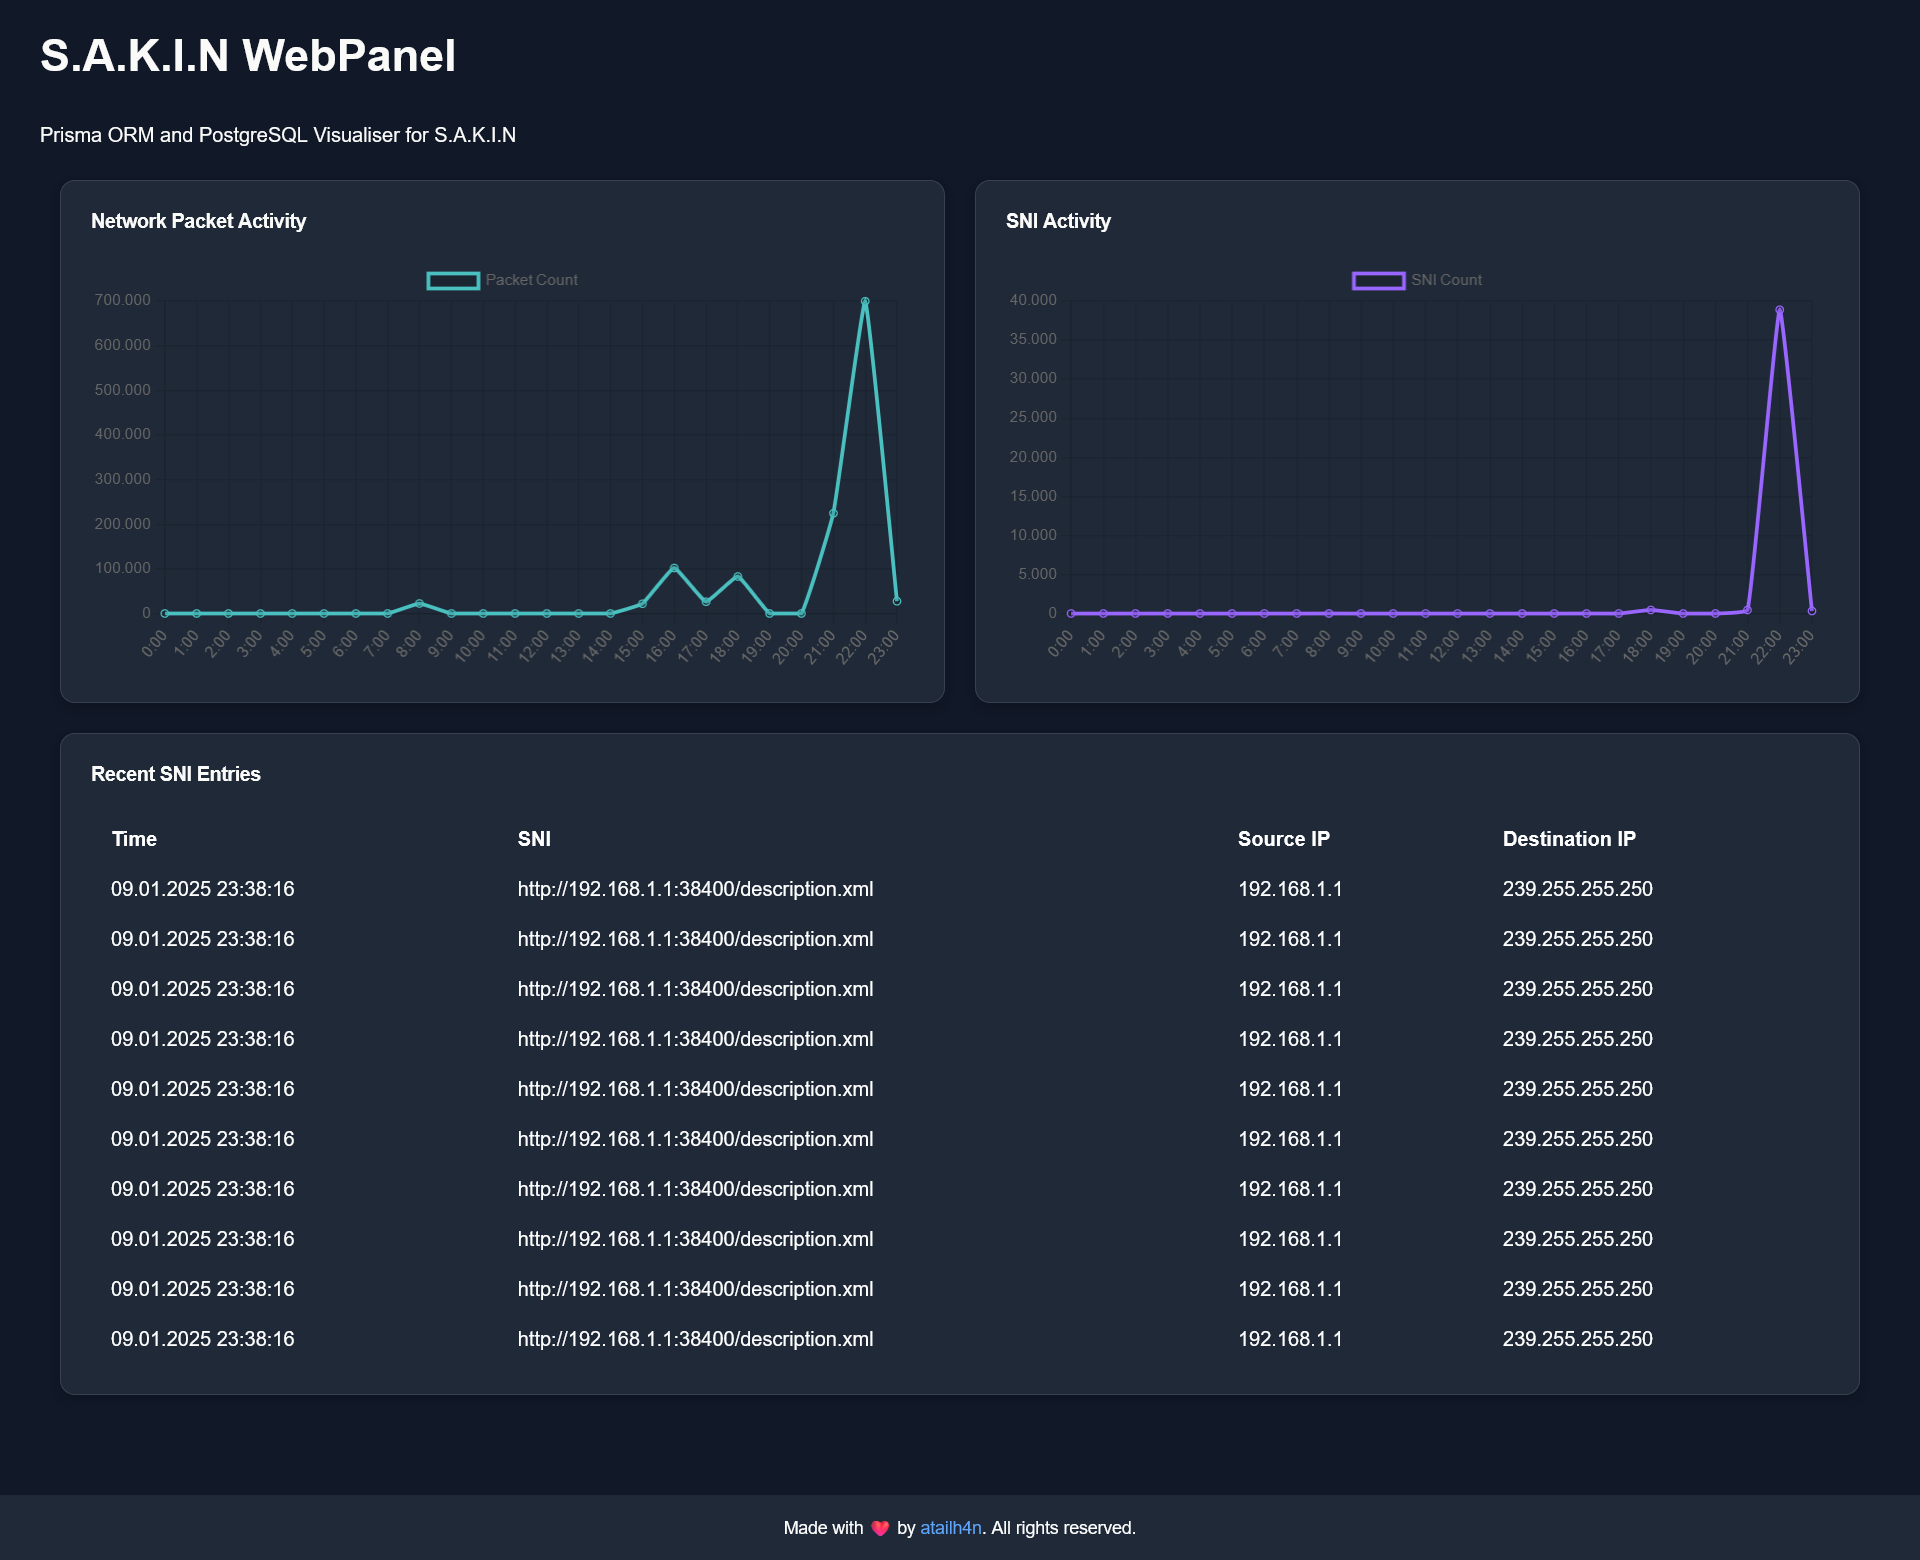 S.A.K.I.N WebPanel
Prisma ORM and PostgreSQL Visualiser for S.A.K.I.N
Network Packet Activity
Packet Count
700.000
600.000
500.000
400.000
300.000
200.000
100.000
0
0:00 1:00 2:00 3:00 4:00 5:00 6:00 7:00 8:00 9:00 10:00 11:00 12:00 13:00 14:00 15:00 16:00 17:00 18:00 19:00 20:00 21:00 22:00 23:00
SNI Activity
SNI Count
40.000
35.000
30.000
25.000
20.000
15.000
10.000
5.000
0
0:00 1:00 2:00 3:00 4:00 5:00 6:00 7:00 8:00 9:00 10:00 11:00 12:00 13:00 14:00 15:00 16:00 17:00 18:00 19:00 20:00 21:00 22:00 23:00
Recent SNI Entries
Time SNI Source IP Destination IP
09.01.2025 23:38:16 http://192.168.1.1:38400/description.xml 192.168.1.1 239.255.255.250
09.01.2025 23:38:16 http://192.168.1.1:38400/description.xml 192.168.1.1 239.255.255.250
09.01.2025 23:38:16 http://192.168.1.1:38400/description.xml 192.168.1.1 239.255.255.250
09.01.2025 23:38:16 http://192.168.1.1:38400/description.xml 192.168.1.1 239.255.255.250
09.01.2025 23:38:16 http://192.168.1.1:38400/description.xml 192.168.1.1 239.255.255.250
09.01.2025 23:38:16 http://192.168.1.1:38400/description.xml 192.168.1.1 239.255.255.250
09.01.2025 23:38:16 http://192.168.1.1:38400/description.xml 192.168.1.1 239.255.255.250
09.01.2025 23:38:16 http://192.168.1.1:38400/description.xml 192.168.1.1 239.255.255.250
09.01.2025 23:38:16 http://192.168.1.1:38400/description.xml 192.168.1.1 239.255.255.250
09.01.2025 23:38:16 http://192.168.1.1:38400/description.xml 192.168.1.1 239.255.255.250
Made with ❤️ by atailh4n. All rights reserved.